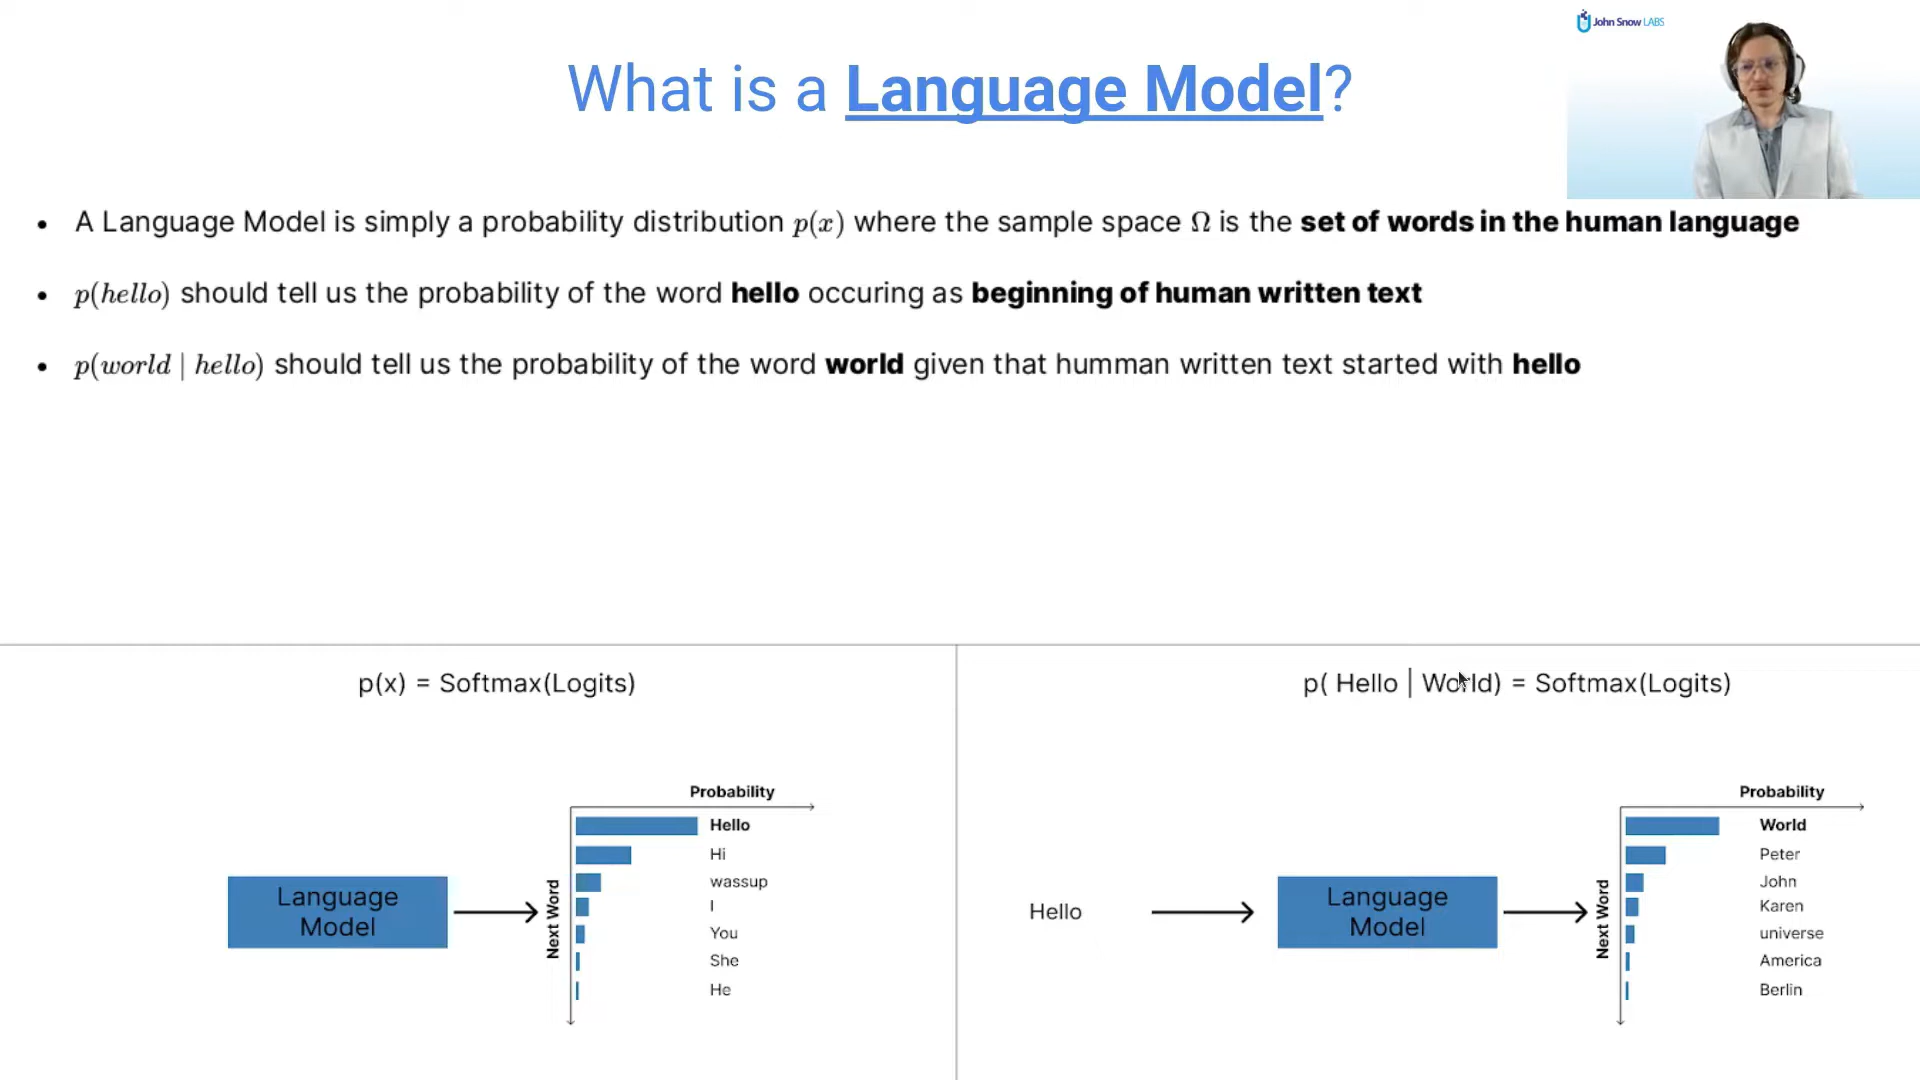 John Snow LABS
What is a Language Model?
• A Language Model is simply a probability distribution p(x) where the sample space Ω is the set of words in the human language
• p(hello) should tell us the probability of the word hello occuring as beginning of human written text
• p(world | hello) should tell us the probability of the word world given that humman written text started with hello
p(x) = Softmax(Logits)
Language
Model
Next Word
Probability
Hello
Hi
wassup
I
You
She
He
p( Hello | World) = Softmax(Logits)
Hello
Language
Model
Next Word
Probability
World
Peter
John
Karen
universe
America
Berlin